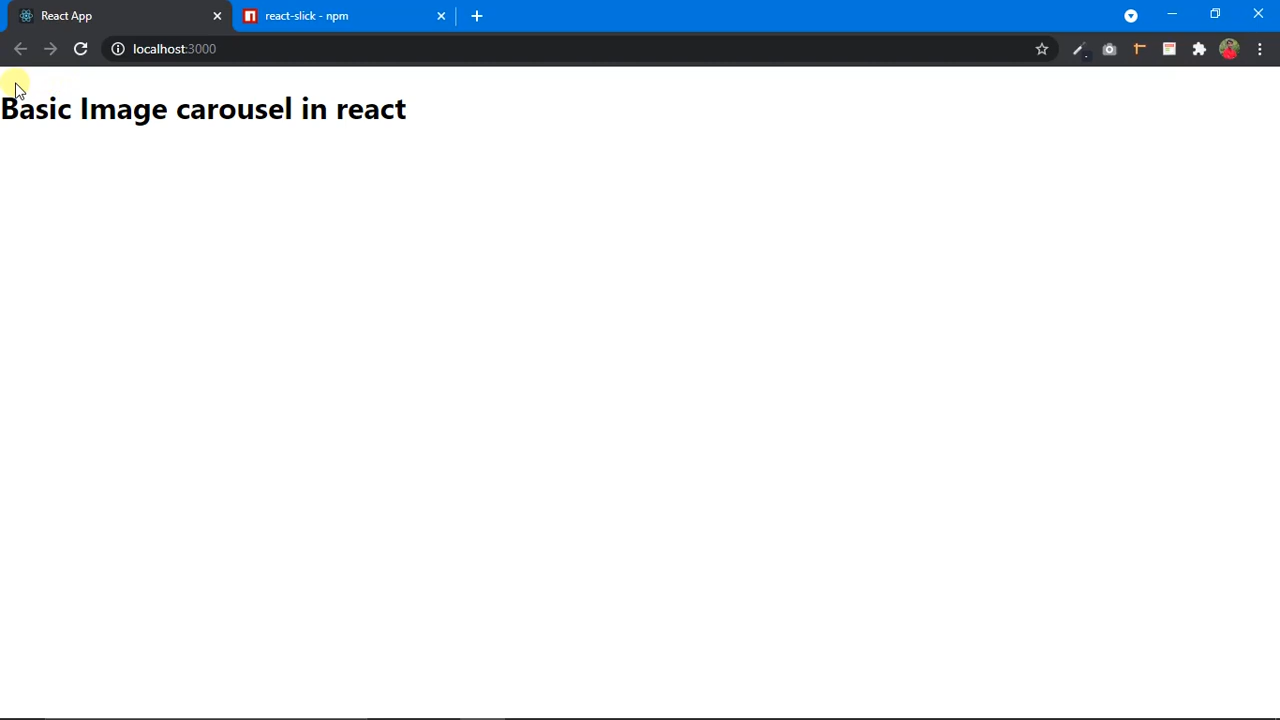 React App
react-slick - npm
localhost:3000
Basic Image carousel in react